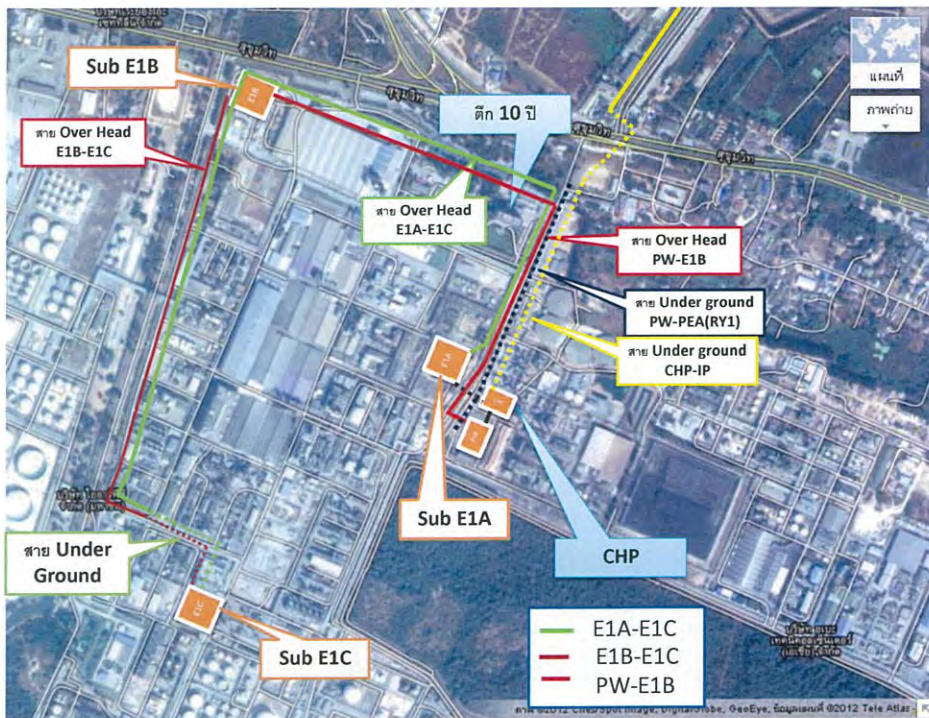 Sub E1B
E1B
สุขุมวิท
แผนที่
ภาพถ่าย
ตึก 10 ปี
สุขุมวิท
สุขุมวิท
สาย Over Head
E1B-E1C
สาย Over Head
E1A-E1C
สาย Over Head
PW-E1B
สาย Under ground
PW-PEA(RY1)
สาย Under ground
CHP-IP
E1A
Sub E1A
CHP
สาย Under
Ground
E1C
Sub E1C
E1A-E1C
E1B-E1C
PW-E1B